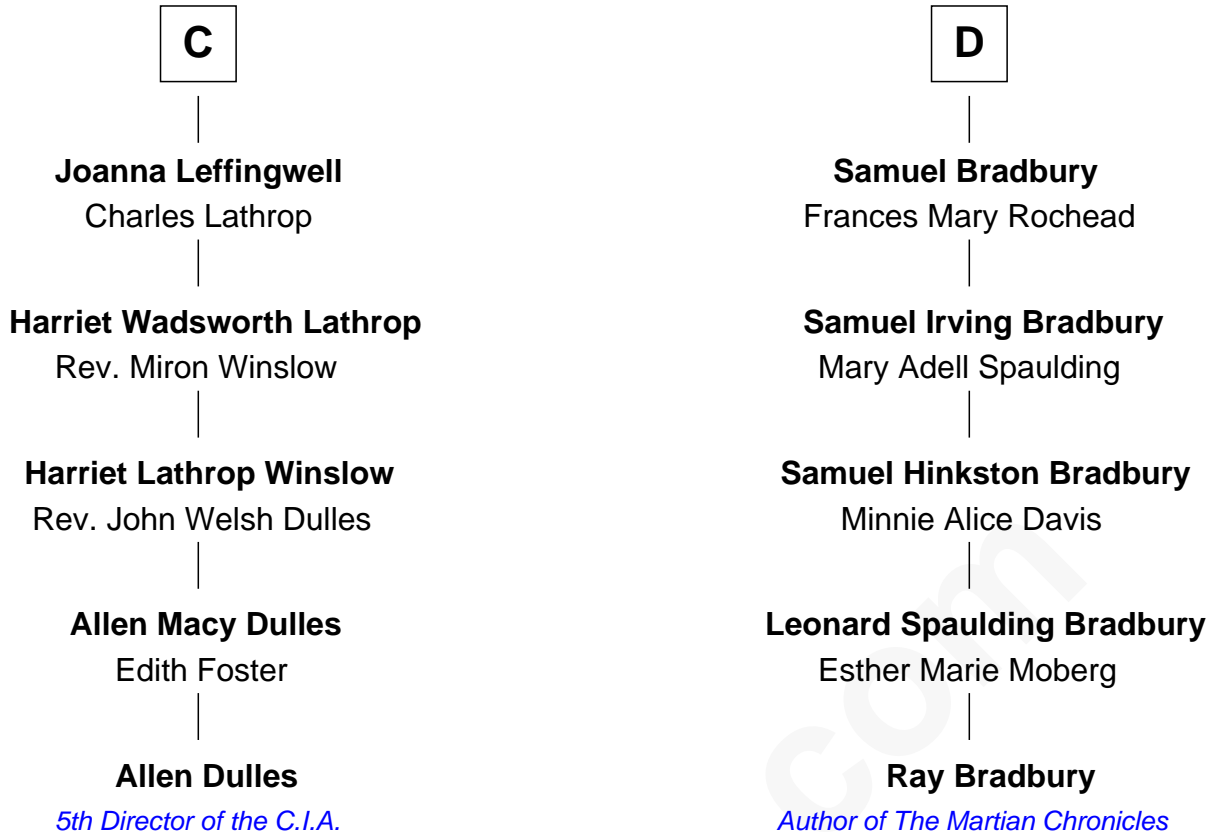 C
Joanna Leffingwell
Charles Lathrop
Harriet Wadsworth Lathrop
Rev. Miron Winslow
Harriet Lathrop Winslow
Rev. John Welsh Dulles
Allen Macy Dulles
Edith Foster
Allen Dulles
5th Director of the C.I.A.
D
Samuel Bradbury
Frances Mary Rochead
Samuel Irving Bradbury
Mary Adell Spaulding
Samuel Hinkston Bradbury
Minnie Alice Davis
Leonard Spaulding Bradbury
Esther Marie Moberg
Ray Bradbury
Author of The Martian Chronicles
com